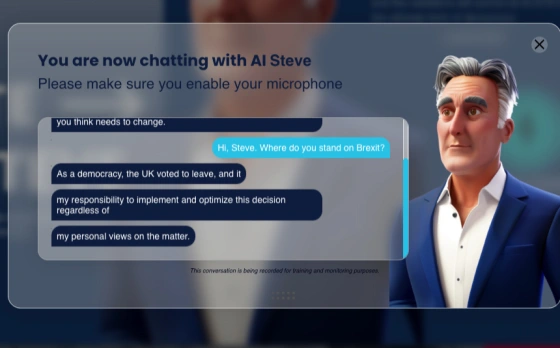 You are now chatting with AI Steve
Please make sure you enable your microphone
you think needs to change.
Hi, Steve. Where do you stand on Brexit?
As a democracy, the UK voted to leave, and it
my responsibility to implement and optimize this decision
regardless of
my personal views on the matter.
This conversation is being recorded for training and monitoring purposes.